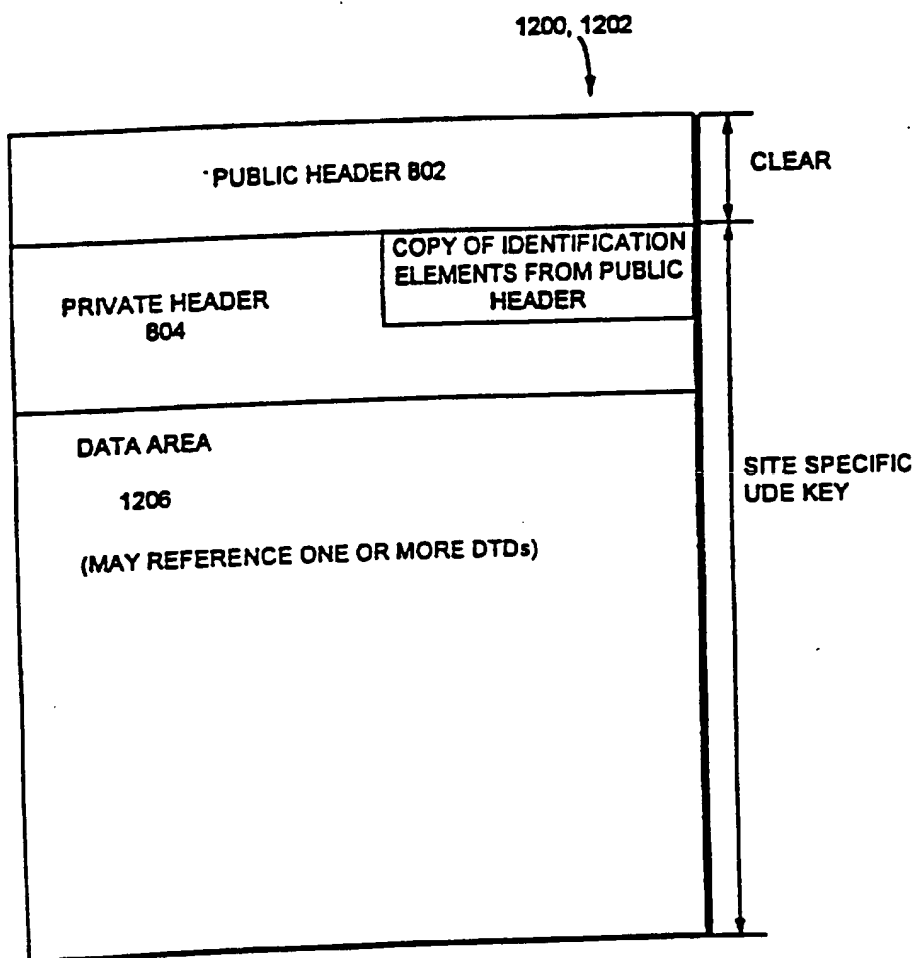 1200, 1202
PUBLIC HEADER 802
CLEAR
COPY OF IDENTIFICATION
ELEMENTS FROM PUBLIC
HEADER
PRIVATE HEADER
804
DATA AREA
1206
(MAY REFERENCE ONE OR MORE DTDs)
SITE SPECIFIC
UDE KEY